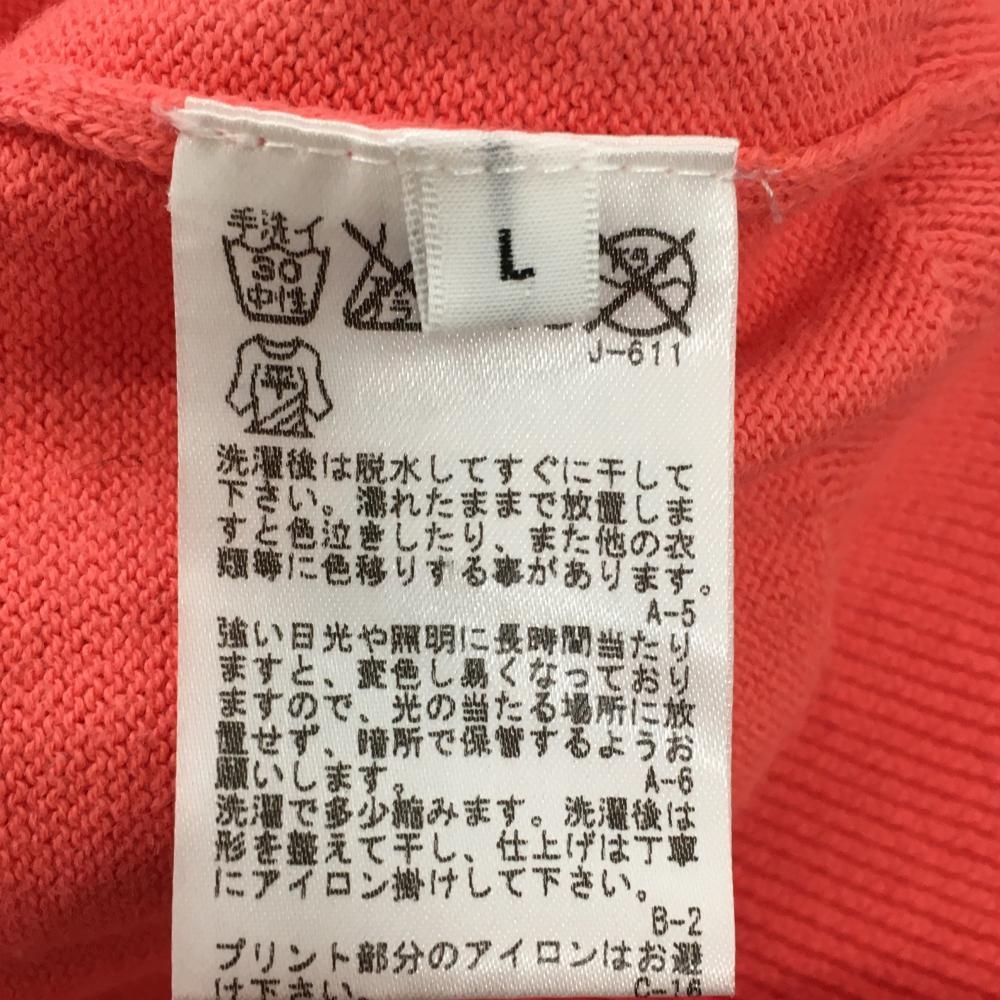 手洗イ
30
中性
L
J-611
平
洗濯後は脱水してすぐに干して
下さい。濡れたままで放置しま
すと色泣きしたり、また他の衣
類等に色移りする事があります。
A-5
強い日光や照明に長時間当たり
ますと、変色し易くなっており
ますので、光の当たる場所に放
置せず、暗所で保管するようお
願いします。
A-6
洗濯で多少縮みます。洗濯後は
形を整えて干し、仕上げは丁寧
にアイロン掛けして下さい。
B-2
プリント部分のアイロンはお避
け下さい。
C-16